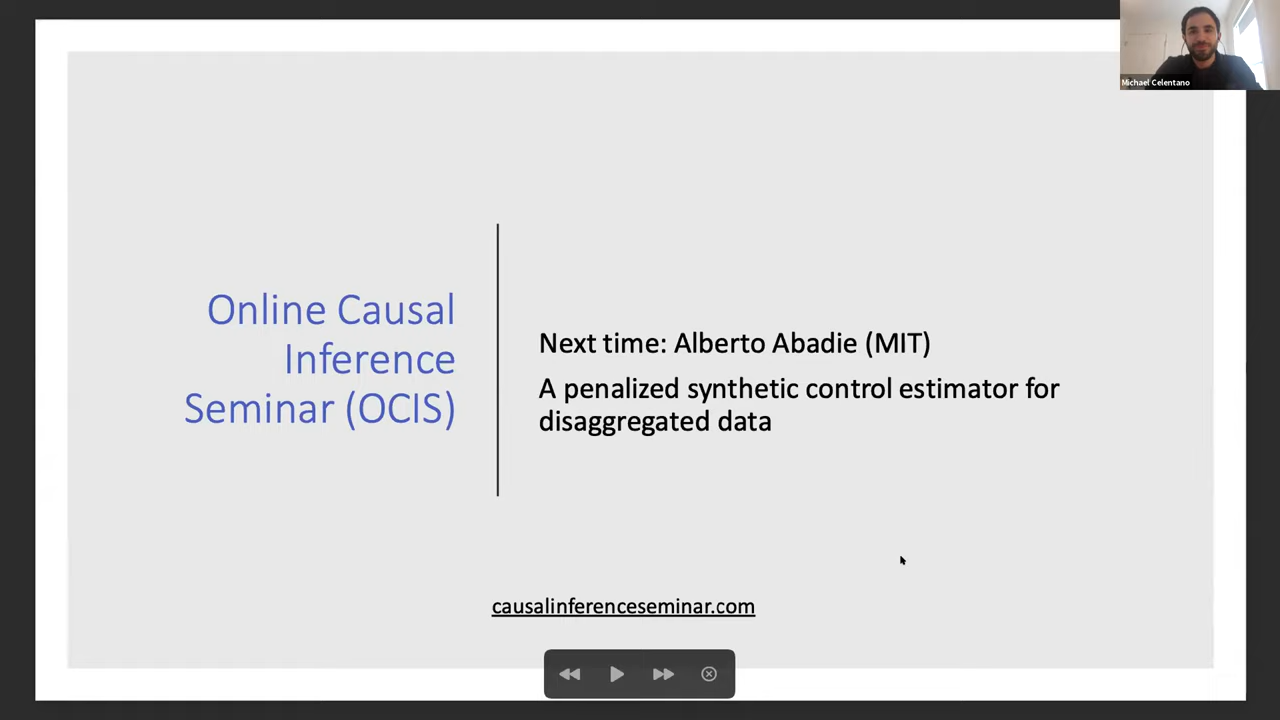 Michael Celentano
Online Causal
Inference
Seminar (OCIS)
Next time: Alberto Abadie (MIT)
A penalized synthetic control estimator for
disaggregated data
causalinferenceseminar.com